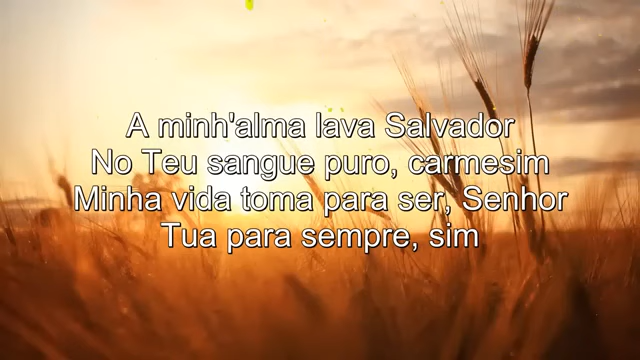 A minh'alma lava Salvador
No Teu sangue puro, carmesim
Minha vida toma para ser, Senhor
Tua para sempre, sim